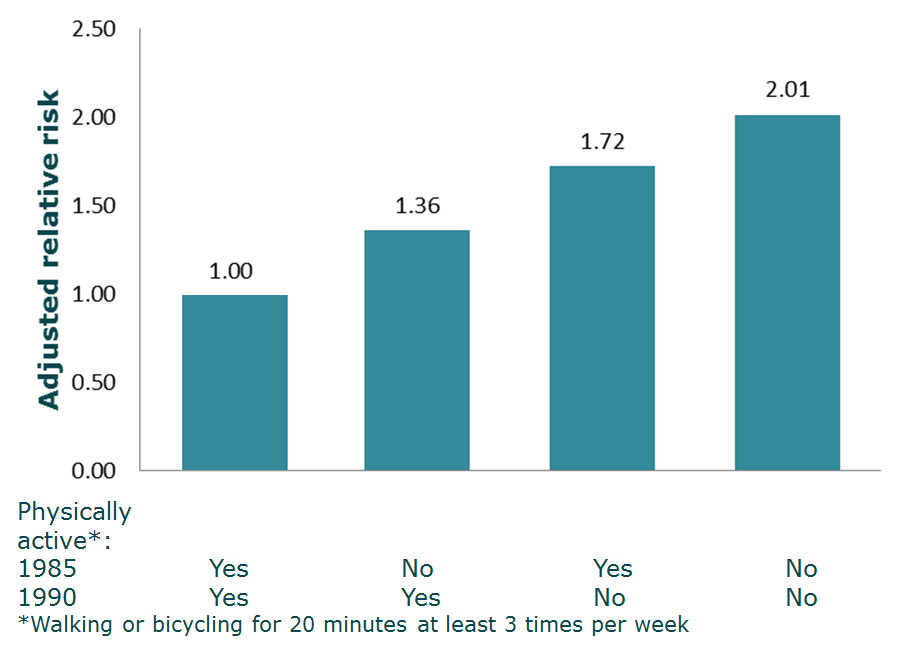 2.50
2.00
1.50
1.00
0.50
0.00
Adjusted relative risk
1.00
1.36
1.72
2.01
Physically
active*:
1985 Yes No Yes No
1990 Yes Yes No No
*Walking or bicycling for 20 minutes at least 3 times per week